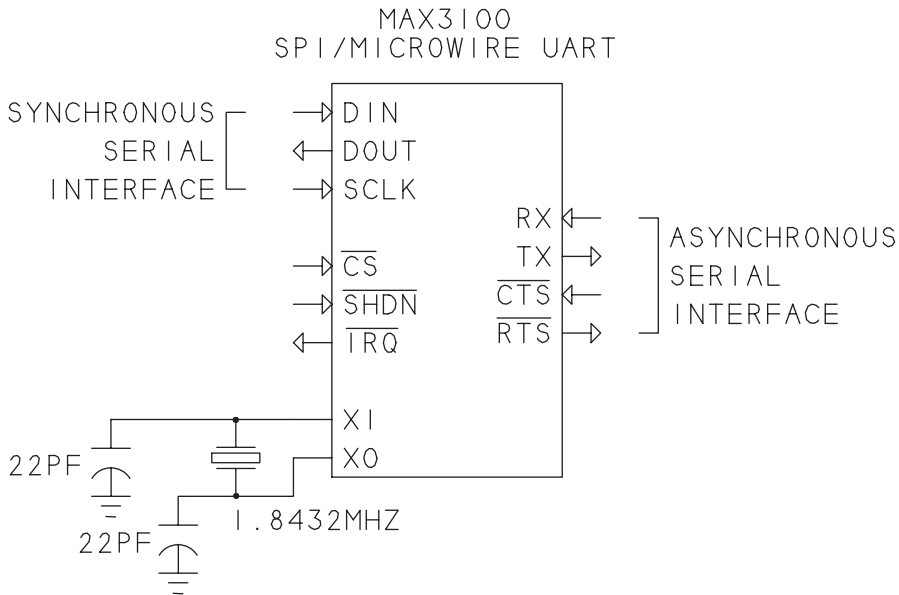 MAX3100
SPI/MICROWIRE UART
SYNCHRONOUS
SERIAL
INTERFACE
DIN
DOUT
SCLK
CS
SHDN
IRQ
XI
XO
RX
TX
CTS
RTS
ASYNCHRONOUS
SERIAL
INTERFACE
22PF
1.8432MHZ
22PF